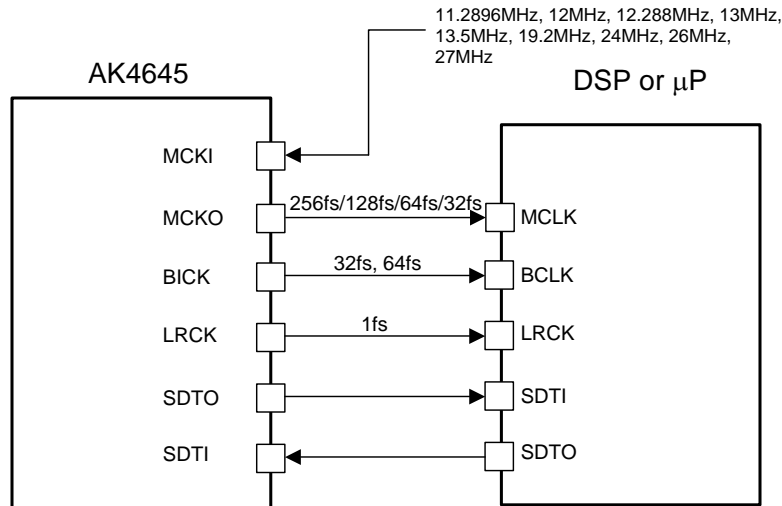 11.2896MHz, 12MHz, 12.288MHz, 13MHz,
13.5MHz, 19.2MHz, 24MHz, 26MHz,
27MHz
AK4645
DSP or μP
MCKI
MCKO
256fs/128fs/64fs/32fs
MCLK
BICK
32fs, 64fs
BCLK
LRCK
1fs
LRCK
SDTO
SDTI
SDTI
SDTO